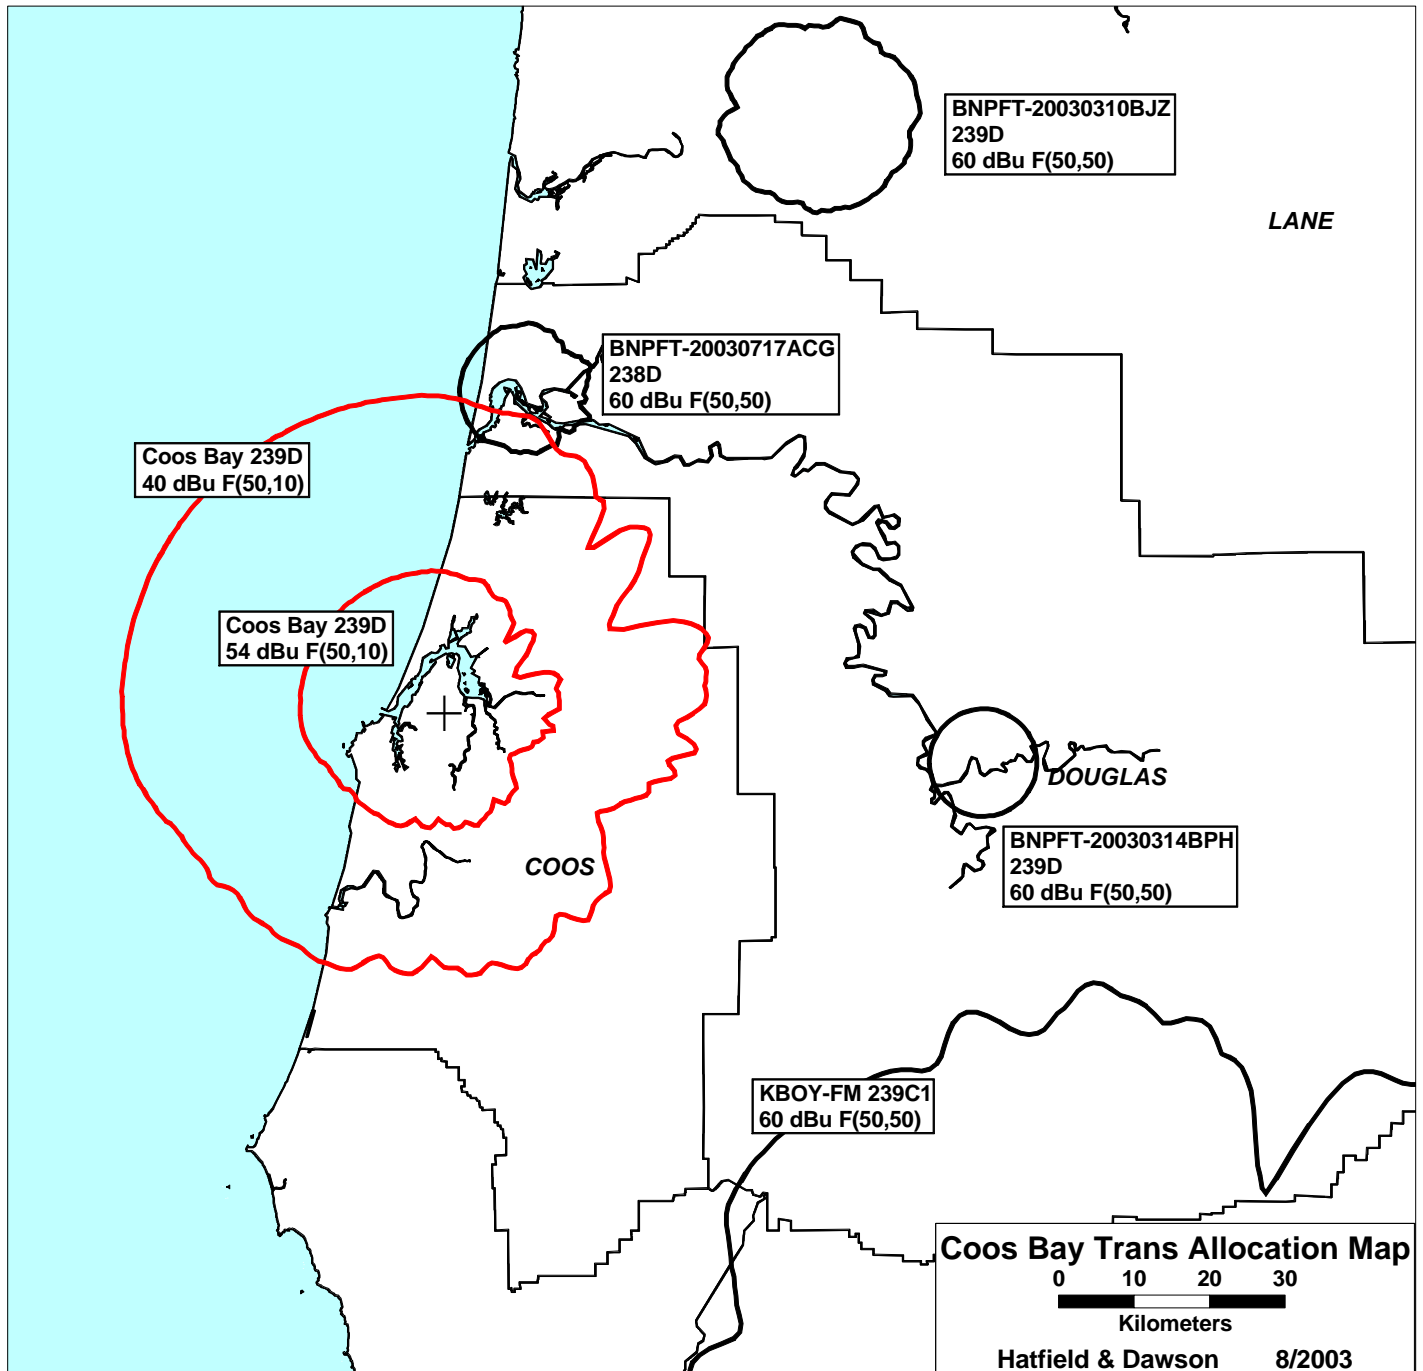 BNPFT-20030310BJZ
239D
60 dBu F(50,50)
LANE
BNPFT-20030717ACG
238D
60 dBu F(50,50)
Coos Bay 239D
40 dBu F(50,10)
Coos Bay 239D
54 dBu F(50,10)
DOUGLAS
BNPFT-20030314BPH
239D
60 dBu F(50,50)
COOS
KBOY-FM 239C1
60 dBu F(50,50)
Coos Bay Trans Allocation Map
0 10 20 30
Kilometers
Hatfield & Dawson 8/2003